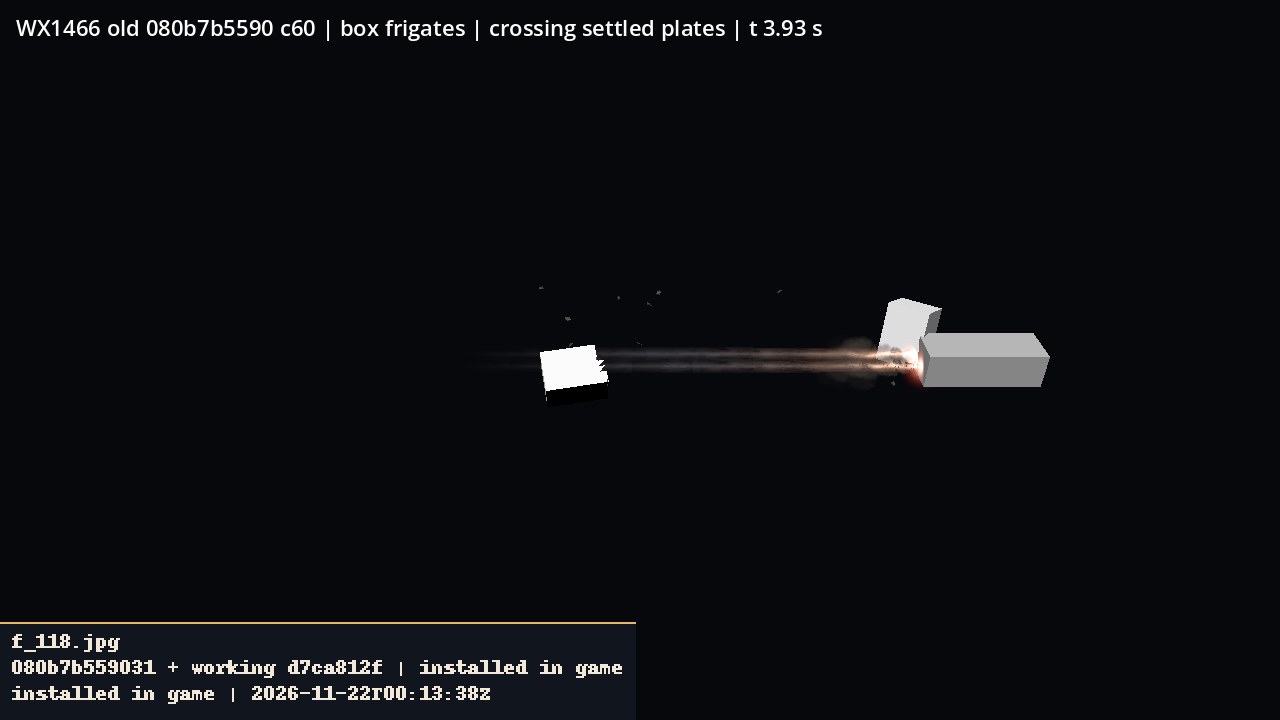 WX1466 old 080b7b5590 c60 | box frigates | crossing settled plates | t 3.93 s
f_118.jpg
080b7b559031 + working d7ca812f | installed in game
installed in game | 2026-11-22T00:13:38Z